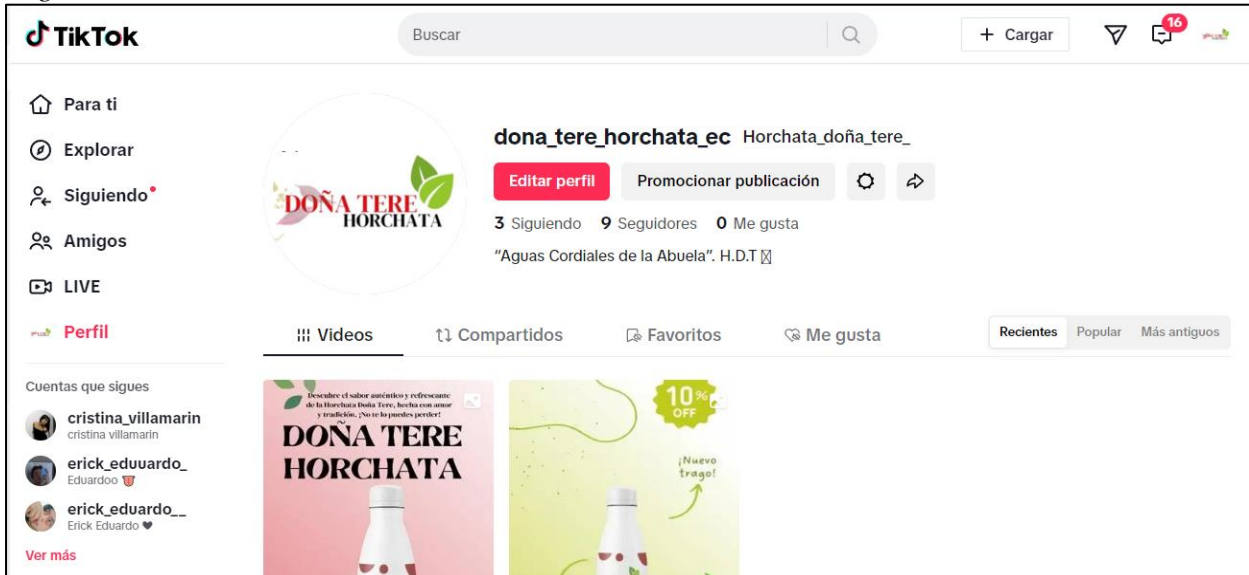 TikTok
Buscar
+ Cargar
16
Para ti
Explorar
Siguiendo
Amigos
LIVE
Perfil
Cuentas que sigues
cristina_villamarin
cristina villamarin
erick_eduuardo_
Eduardoo
erick_eduardo__
Erick Eduardo
Ver más
DOÑA TERE
HORCHATA
dona_tere_horchata_ec Horchata_doña_tere_
Editar perfil Promocionar publicación
3 Siguiendo 9 Seguidores 0 Me gusta
"Aguas Cordiales de la Abuela". H.D.T
Videos Compartidos Favoritos Me gusta
Recientes Popular Más antiguos
Descubre el sabor auténtico y refrescante
de la Horchata Doña Tere, hecha con amor
y tradición. ¡No te lo puedes perder!
DOÑA TERE
HORCHATA
10%
OFF
¡Nuevo
trago!